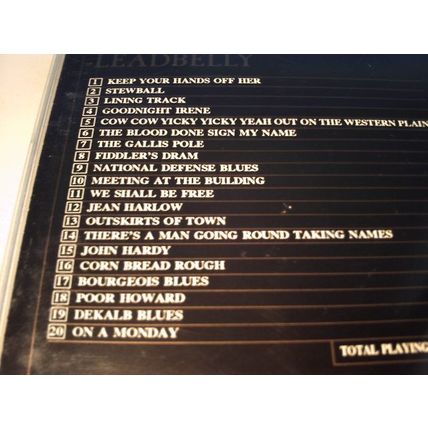 LEADBELLY
1 KEEP YOUR HANDS OFF HER
2 STEWBALL
3 LINING TRACK
4 GOODNIGHT IRENE
5 COW COW YICKY YICKY YEAH OUT ON THE WESTERN PLAIN
6 THE BLOOD DONE SIGN MY NAME
7 THE GALLIS POLE
8 FIDDLER'S DRAM
9 NATIONAL DEFENSE BLUES
10 MEETING AT THE BUILDING
11 WE SHALL BE FREE
12 JEAN HARLOW
13 OUTSKIRTS OF TOWN
14 THERE'S A MAN GOING ROUND TAKING NAMES
15 JOHN HARDY
16 CORN BREAD ROUGH
17 BOURGEOIS BLUES
18 POOR HOWARD
19 DEKALB BLUES
20 ON A MONDAY
TOTAL PLAYING